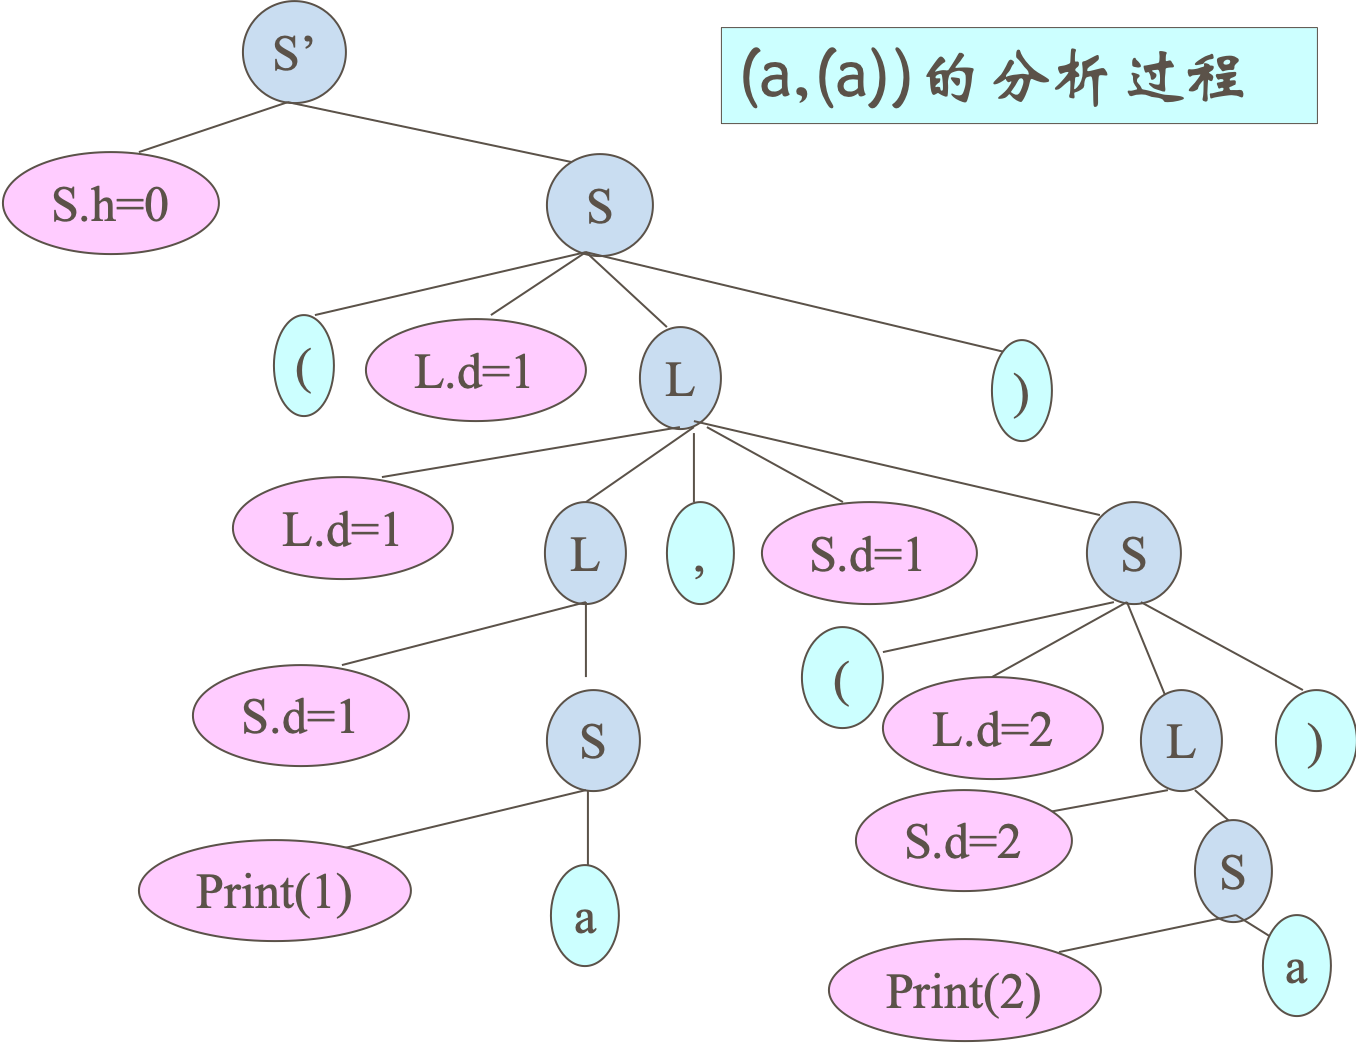 S’
(a,(a))的分析过程
S.h=0
S
(
L.d=1
L
)
L.d=1
L
,
S.d=1
S
S.d=1
S
(
L.d=2
L
)
Print(1)
a
S.d=2
S
Print(2)
a